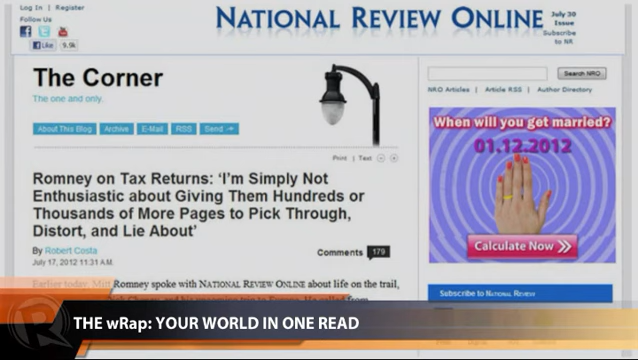 Log In | Register
Follow Us
Like 9.9k
NATIONAL REVIEW ONLINE
July 30
Issue
Subscribe
to NR
The Corner
The one and only.
About This Blog Archive E-Mail RSS Send
Search NRO
NRO Articles | Article RSS | Author Directory
Print | Text
Romney on Tax Returns: ‘I’m Simply Not
Enthusiastic about Giving Them Hundreds or
Thousands of More Pages to Pick Through,
Distort, and Lie About’
By Robert Costa
July 17, 2012 11:31 A.M.
Comments 179
Earlier today, Mitt Romney spoke with NATIONAL REVIEW ONLINE about life on the trail,
When will you get married?
01.12.2012
Calculate Now >>
Subscribe to NATIONAL REVIEW
R
THE wRap: YOUR WORLD IN ONE READ